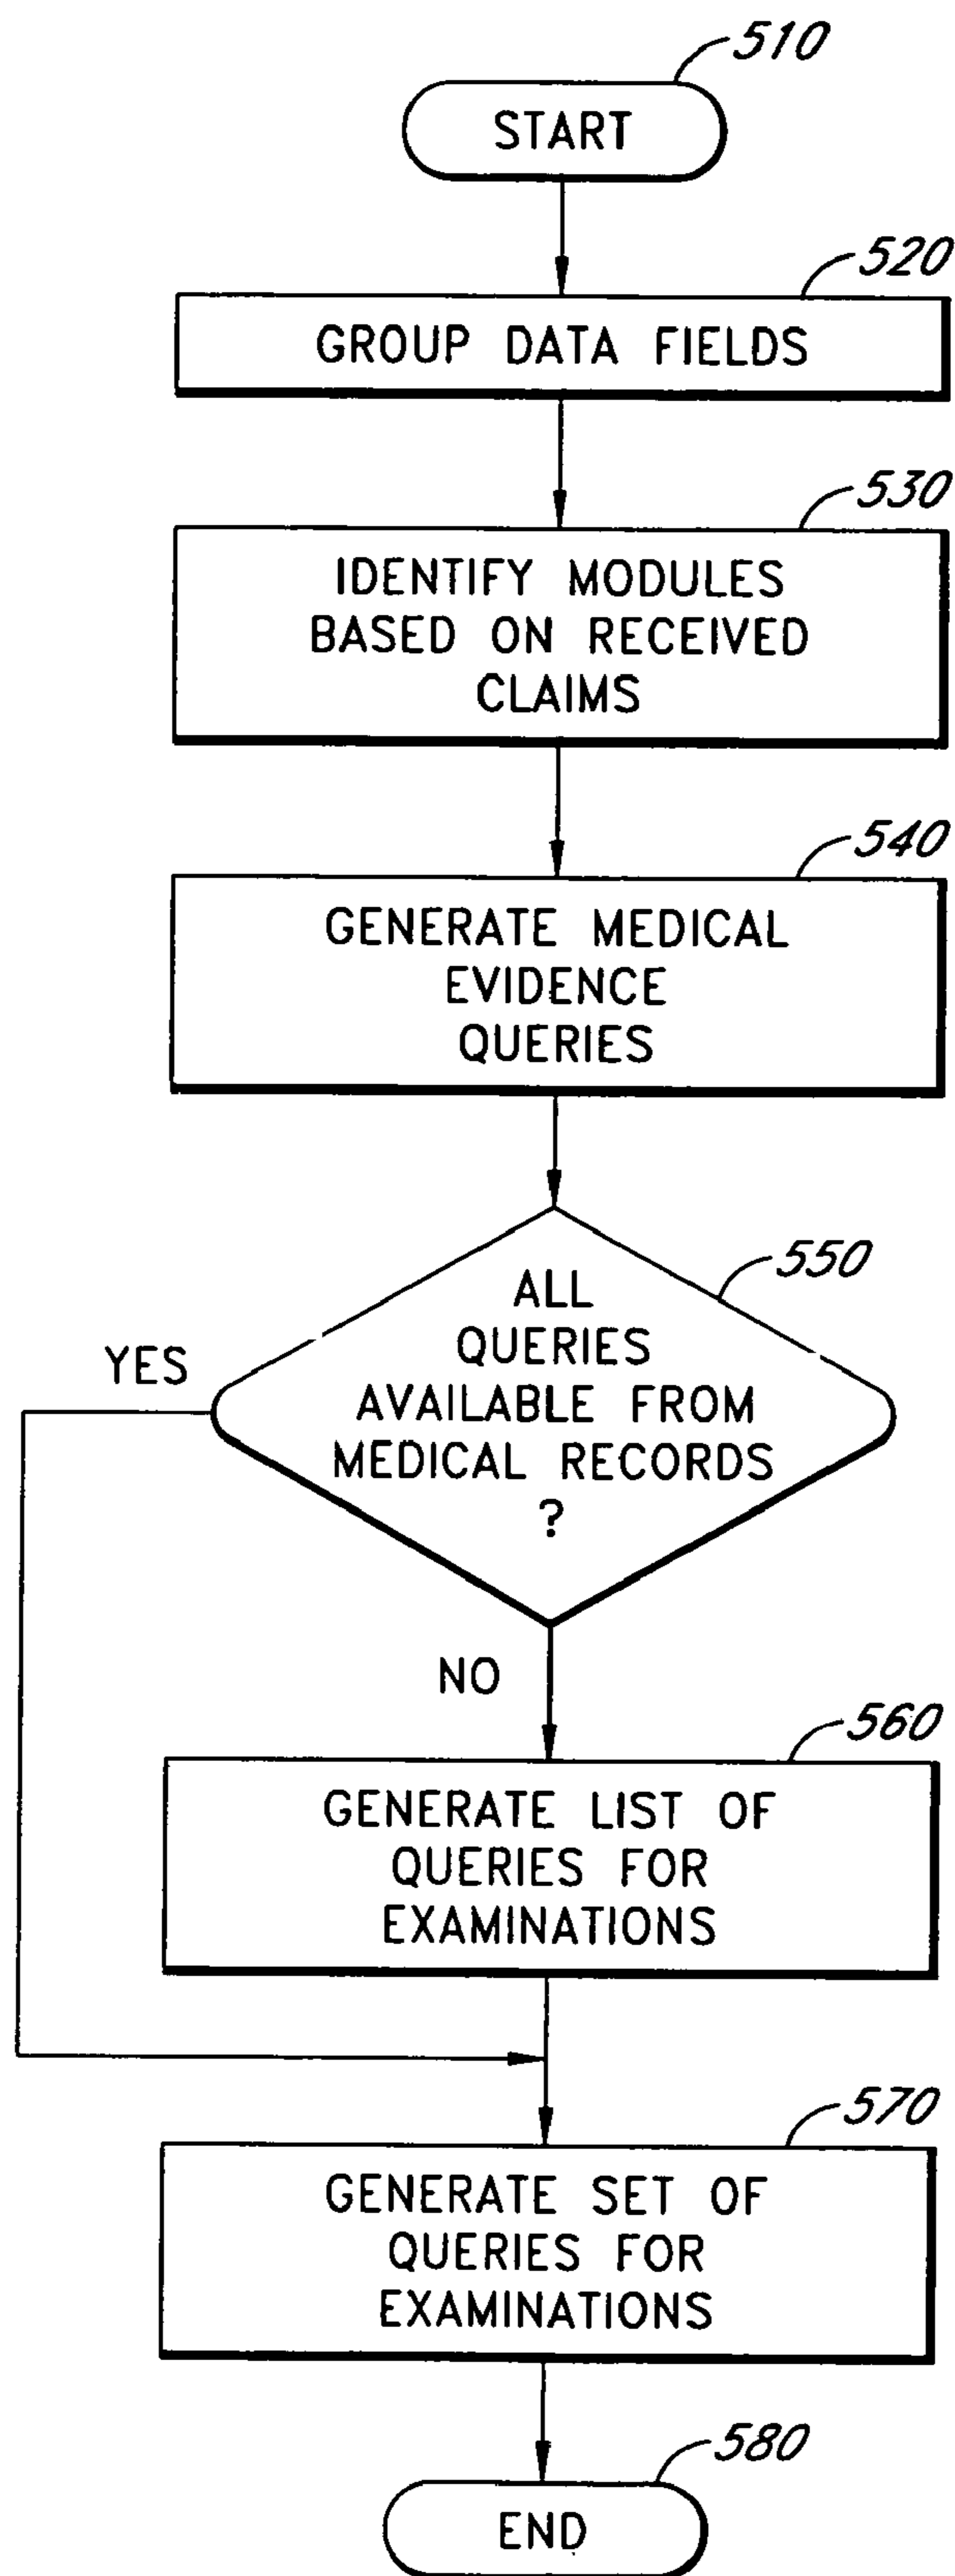 510
START
520
GROUP DATA FIELDS
530
IDENTIFY MODULES
BASED ON RECEIVED
CLAIMS
540
GENERATE MEDICAL
EVIDENCE
QUERIES
550
ALL
QUERIES
AVAILABLE FROM
MEDICAL RECORDS
?
YES
NO
560
GENERATE LIST OF
QUERIES FOR
EXAMINATIONS
570
GENERATE SET OF
QUERIES FOR
EXAMINATIONS
580
END